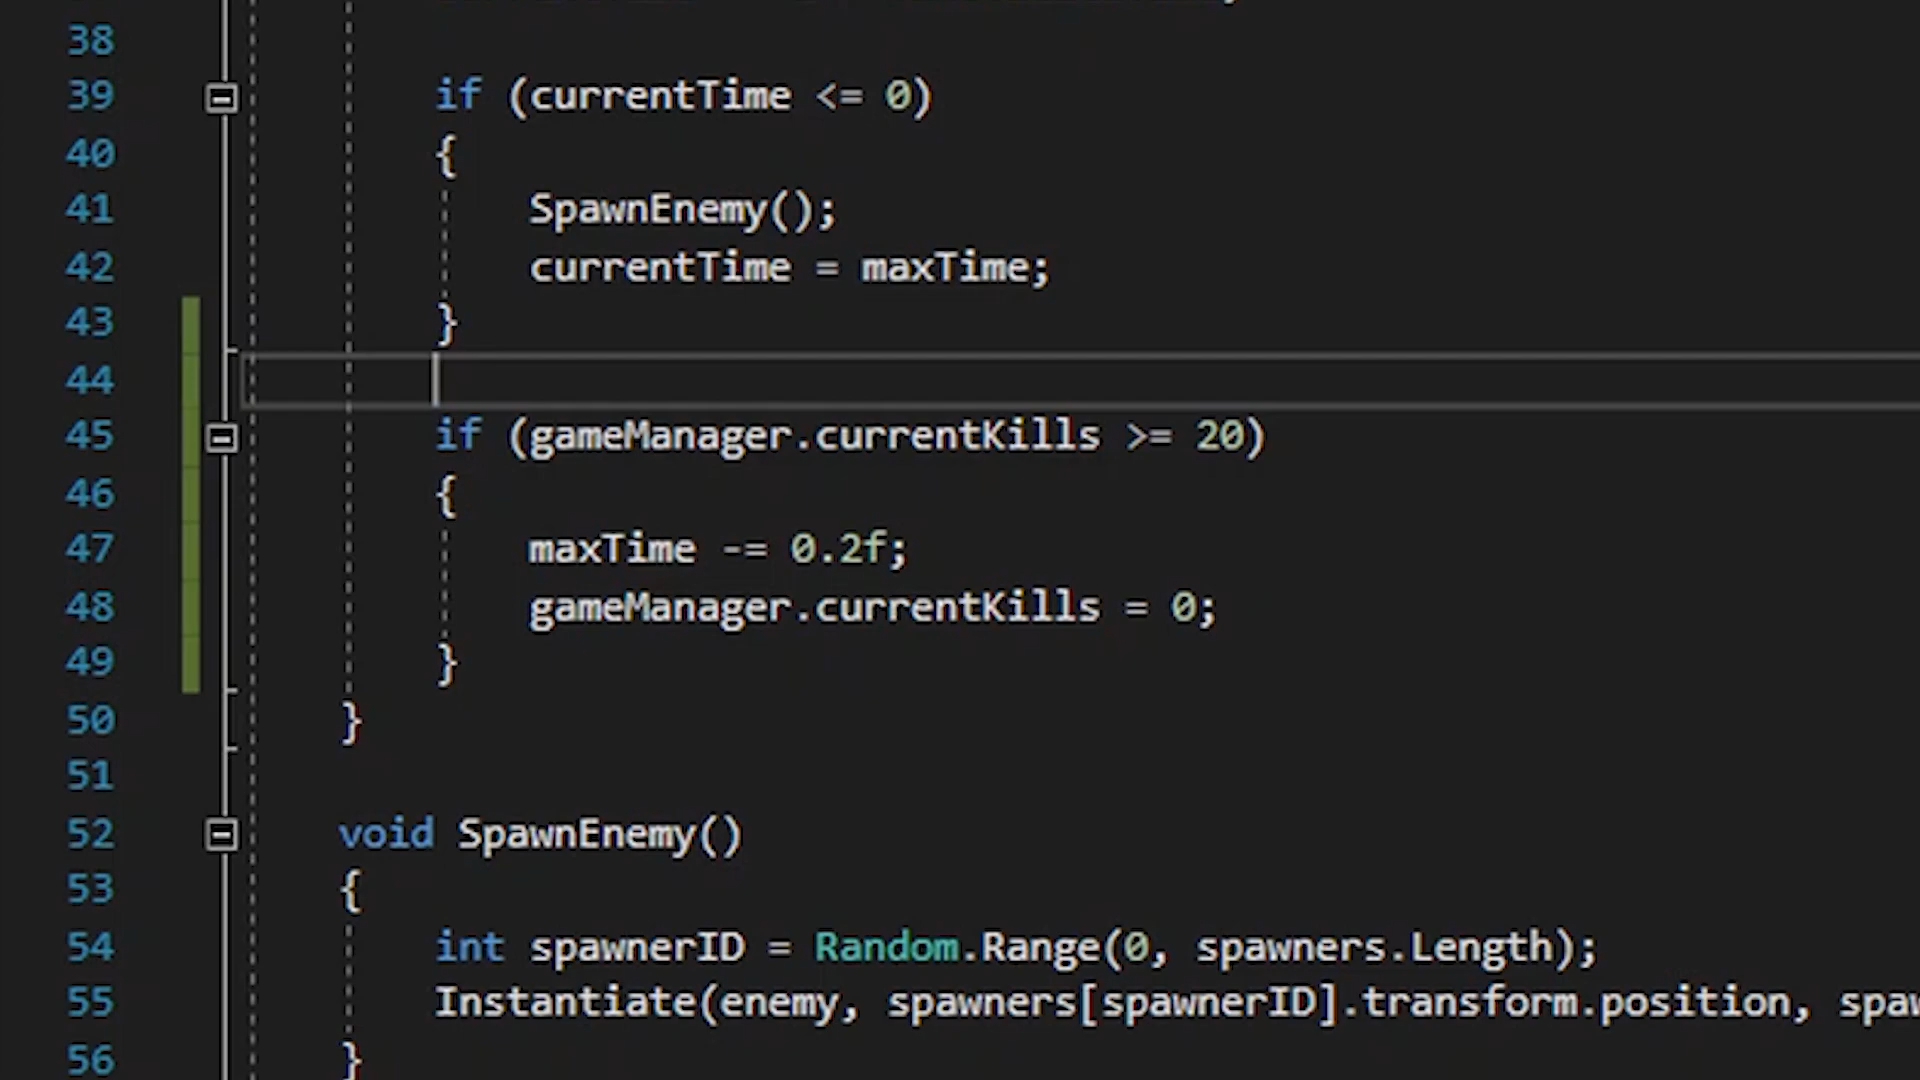 38
39 if (currentTime <= 0)
40 {
41 SpawnEnemy();
42 currentTime = maxTime;
43 }
44
45 if (gameManager.currentKills >= 20)
46 {
47 maxTime -= 0.2f;
48 gameManager.currentKills = 0;
49 }
50 }
51
52 void SpawnEnemy()
53 {
54 int spawnerID = Random.Range(0, spawners.Length);
55 Instantiate(enemy, spawners[spawnerID].transform.position, spaw
56 }